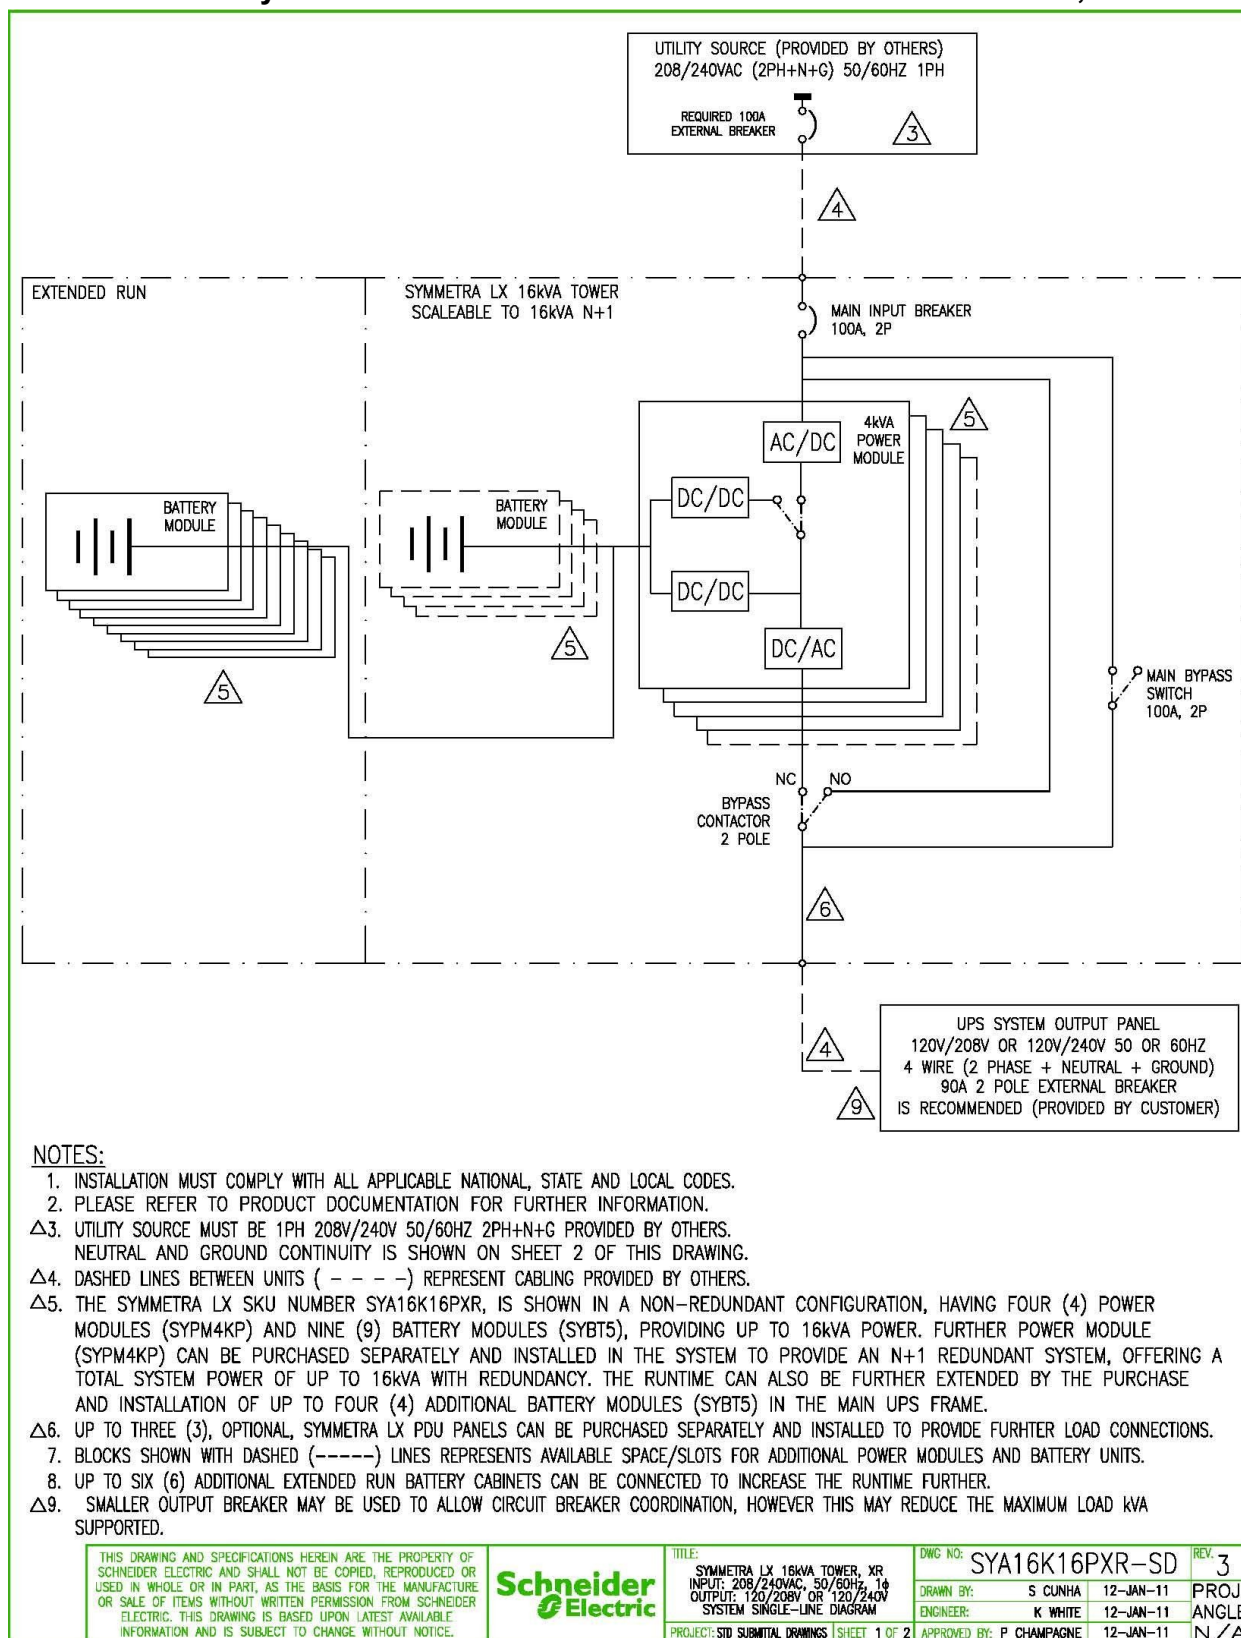 UTILITY SOURCE (PROVIDED BY OTHERS)
208/240VAC (2PH+N+G) 50/60HZ 1PH
REQUIRED 100A
EXTERNAL BREAKER
3
4
EXTENDED RUN
SYMMETRA LX 16kVA TOWER
SCALEABLE TO 16kVA N+1
MAIN INPUT BREAKER
100A, 2P
5
4kVA
POWER
MODULE
AC/DC
DC/DC
DC/DC
DC/AC
BATTERY
MODULE
BATTERY
MODULE
5
5
MAIN BYPASS
SWITCH
100A, 2P
NC
NO
BYPASS
CONTACTOR
2 POLE
6
4
9
UPS SYSTEM OUTPUT PANEL
120V/208V OR 120V/240V 50 OR 60HZ
4 WIRE (2 PHASE + NEUTRAL + GROUND)
90A 2 POLE EXTERNAL BREAKER
IS RECOMMENDED (PROVIDED BY CUSTOMER)
NOTES:
1. INSTALLATION MUST COMPLY WITH ALL APPLICABLE NATIONAL, STATE AND LOCAL CODES.
2. PLEASE REFER TO PRODUCT DOCUMENTATION FOR FURTHER INFORMATION.
△3. UTILITY SOURCE MUST BE 1PH 208V/240V 50/60HZ 2PH+N+G PROVIDED BY OTHERS.
NEUTRAL AND GROUND CONTINUITY IS SHOWN ON SHEET 2 OF THIS DRAWING.
△4. DASHED LINES BETWEEN UNITS ( – – – –) REPRESENT CABLING PROVIDED BY OTHERS.
△5. THE SYMMETRA LX SKU NUMBER SYA16K16PXR, IS SHOWN IN A NON-REDUNDANT CONFIGURATION, HAVING FOUR (4) POWER
MODULES (SYPM4KP) AND NINE (9) BATTERY MODULES (SYBT5), PROVIDING UP TO 16kVA POWER. FURTHER POWER MODULE
(SYPM4KP) CAN BE PURCHASED SEPARATELY AND INSTALLED IN THE SYSTEM TO PROVIDE AN N+1 REDUNDANT SYSTEM, OFFERING A
TOTAL SYSTEM POWER OF UP TO 16kVA WITH REDUNDANCY. THE RUNTIME CAN ALSO BE FURTHER EXTENDED BY THE PURCHASE
AND INSTALLATION OF UP TO FOUR (4) ADDITIONAL BATTERY MODULES (SYBT5) IN THE MAIN UPS FRAME.
△6. UP TO THREE (3), OPTIONAL, SYMMETRA LX PDU PANELS CAN BE PURCHASED SEPARATELY AND INSTALLED TO PROVIDE FURHTER LOAD CONNECTIONS.
7. BLOCKS SHOWN WITH DASHED (-----) LINES REPRESENTS AVAILABLE SPACE/SLOTS FOR ADDITIONAL POWER MODULES AND BATTERY UNITS.
8. UP TO SIX (6) ADDITIONAL EXTENDED RUN BATTERY CABINETS CAN BE CONNECTED TO INCREASE THE RUNTIME FURTHER.
△9. SMALLER OUTPUT BREAKER MAY BE USED TO ALLOW CIRCUIT BREAKER COORDINATION, HOWEVER THIS MAY REDUCE THE MAXIMUM LOAD kVA
SUPPORTED.
THIS DRAWING AND SPECIFICATIONS HEREIN ARE THE PROPERTY OF
SCHNEIDER ELECTRIC AND SHALL NOT BE COPIED, REPRODUCED OR
USED IN WHOLE OR IN PART, AS THE BASIS FOR THE MANUFACTURE
OR SALE OF ITEMS WITHOUT WRITTEN PERMISSION FROM SCHNEIDER
ELECTRIC. THIS DRAWING IS BASED UPON LATEST AVAILABLE
INFORMATION AND IS SUBJECT TO CHANGE WITHOUT NOTICE.
Schneider
Electric
TITLE:
SYMMETRA LX 16kVA TOWER, XR
INPUT: 208/240VAC, 50/60Hz, 1ϕ
OUTPUT: 120/208V OR 120/240V
SYSTEM SINGLE-LINE DIAGRAM
PROJECT: STD SUBMITTAL DRAWINGS SHEET 1 OF 2
DWG NO: SYA16K16PXR-SD
REV. 3
DRAWN BY: S CUNHA 12-JAN-11
ENGINEER: K WHITE 12-JAN-11
APPROVED BY: P CHAMPAGNE 12-JAN-11
PROJ
ANGLE
N/A